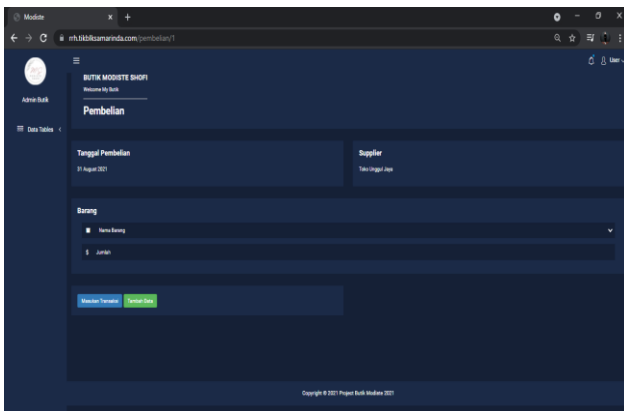 Modiste
mh.tikblksamarinda.com/pembelian/1
User
BUTIK MODISTE SHOFI
Welcome My Butik
Admin Butik
Pembelian
Data Tables
Tanggal Pembelian
31 August 2021
Supplier
Toko Unggul Jaya
Barang
Nama Barang
$ Jumlah
Masukan Transaksi
Tambah Data
Copyright © 2021 Project Butik Modiste 2021